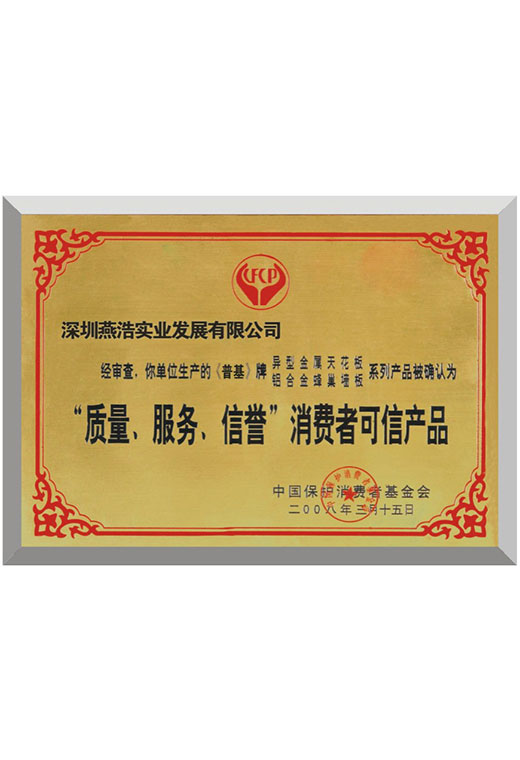 CFCP
深圳燕浩实业发展有限公司
经审查，你单位生产的《普基》牌 异型金属天花板 铝合金蜂巢墙板 系列产品被确认为
“质量、服务、信誉”消费者可信产品
中国保护消费者基金会
二00八年三月十五日